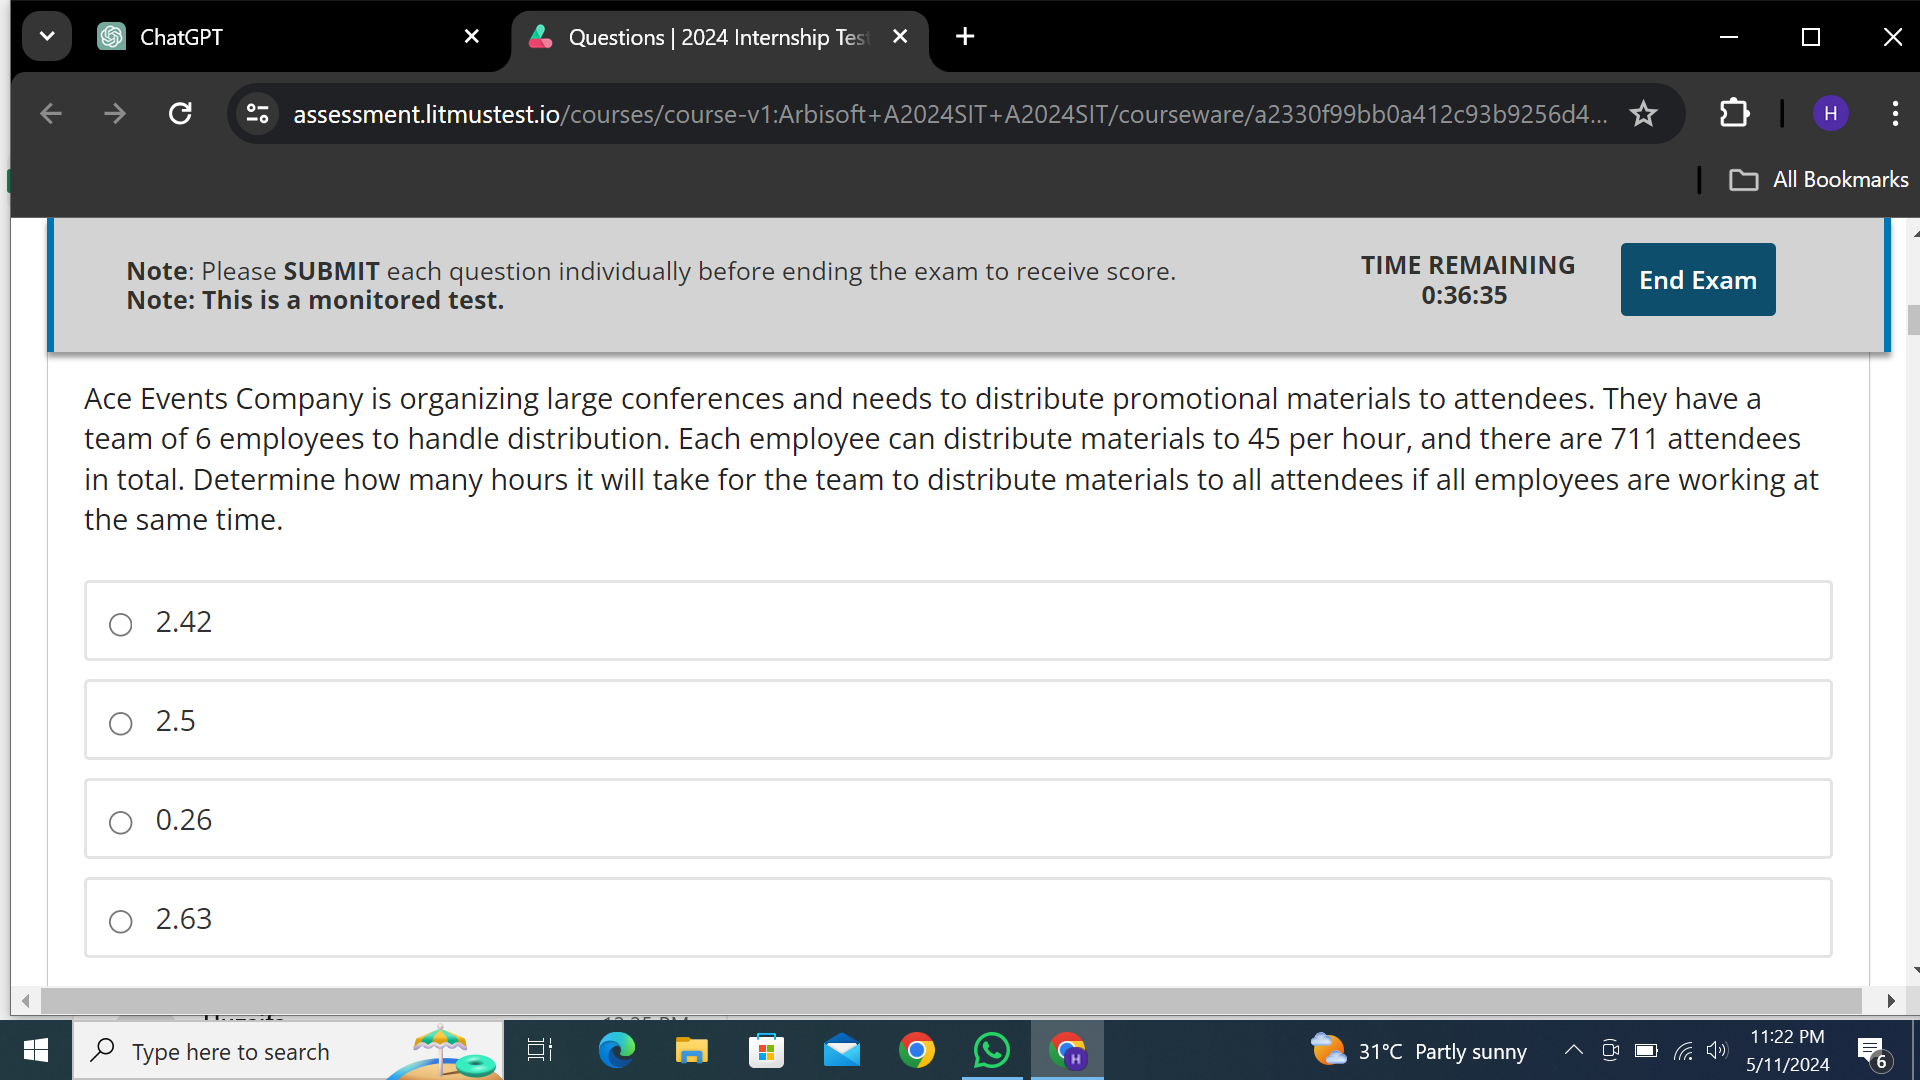 ChatGPT
Questions | 2024 Internship Test
assessment.litmustest.io/courses/course-v1:Arbisoft+A2024SIT+A2024SIT/courseware/a2330f99bb0a412c93b9256d4...
H
All Bookmarks
Note: Please SUBMIT each question individually before ending the exam to receive score.
Note: This is a monitored test.
TIME REMAINING
0:36:35
End Exam
Ace Events Company is organizing large conferences and needs to distribute promotional materials to attendees. They have a
team of 6 employees to handle distribution. Each employee can distribute materials to 45 per hour, and there are 711 attendees
in total. Determine how many hours it will take for the team to distribute materials to all attendees if all employees are working at
the same time.
2.42
2.5
0.26
2.63
Type here to search
H
31°C Partly sunny
11:22 PM
5/11/2024
6